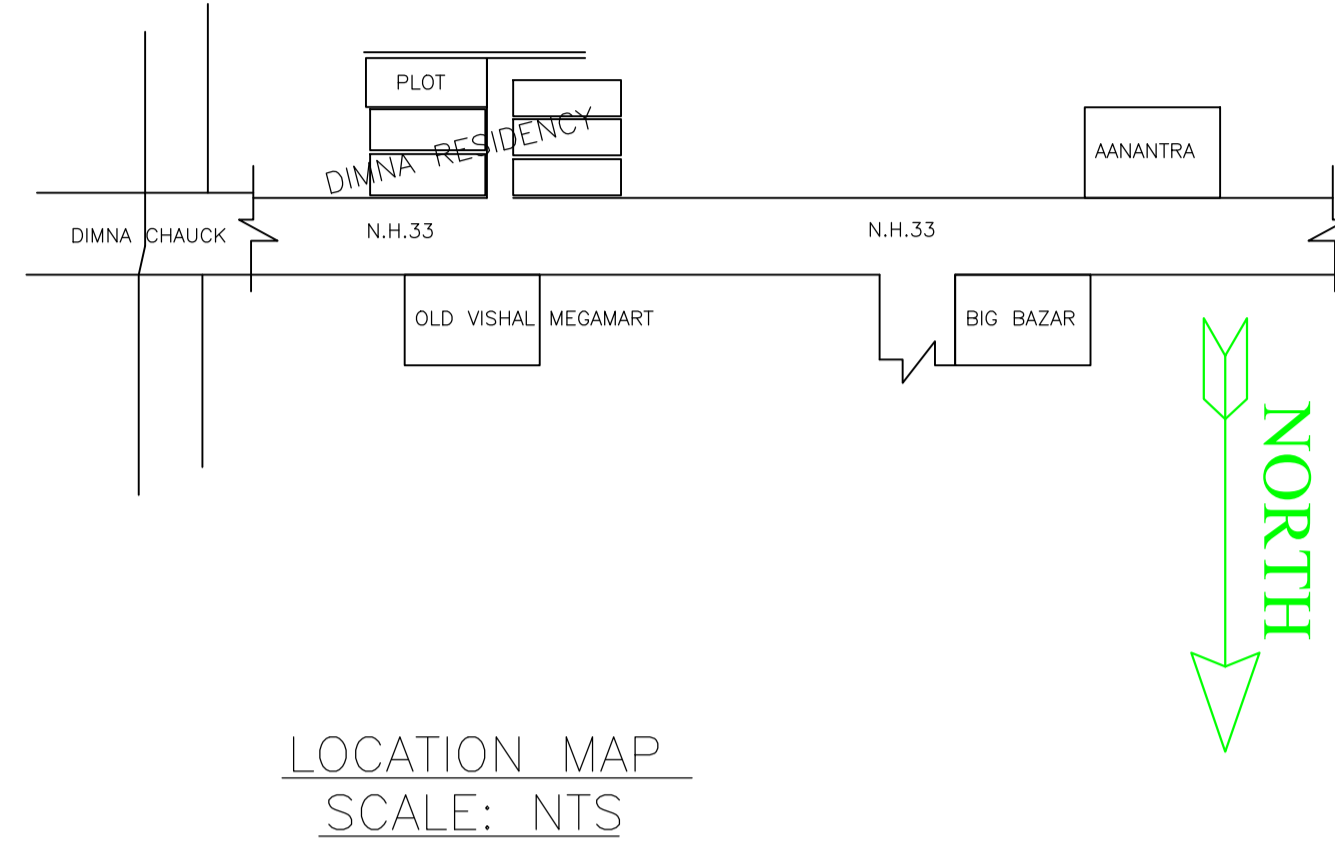 PLOT
DIMNA RESIDENCY
AANANTRA
DIMNA CHAUCK
N.H.33
N.H.33
OLD VISHAL MEGAMART
BIG BAZAR
NORTH
LOCATION MAP
SCALE: NTS